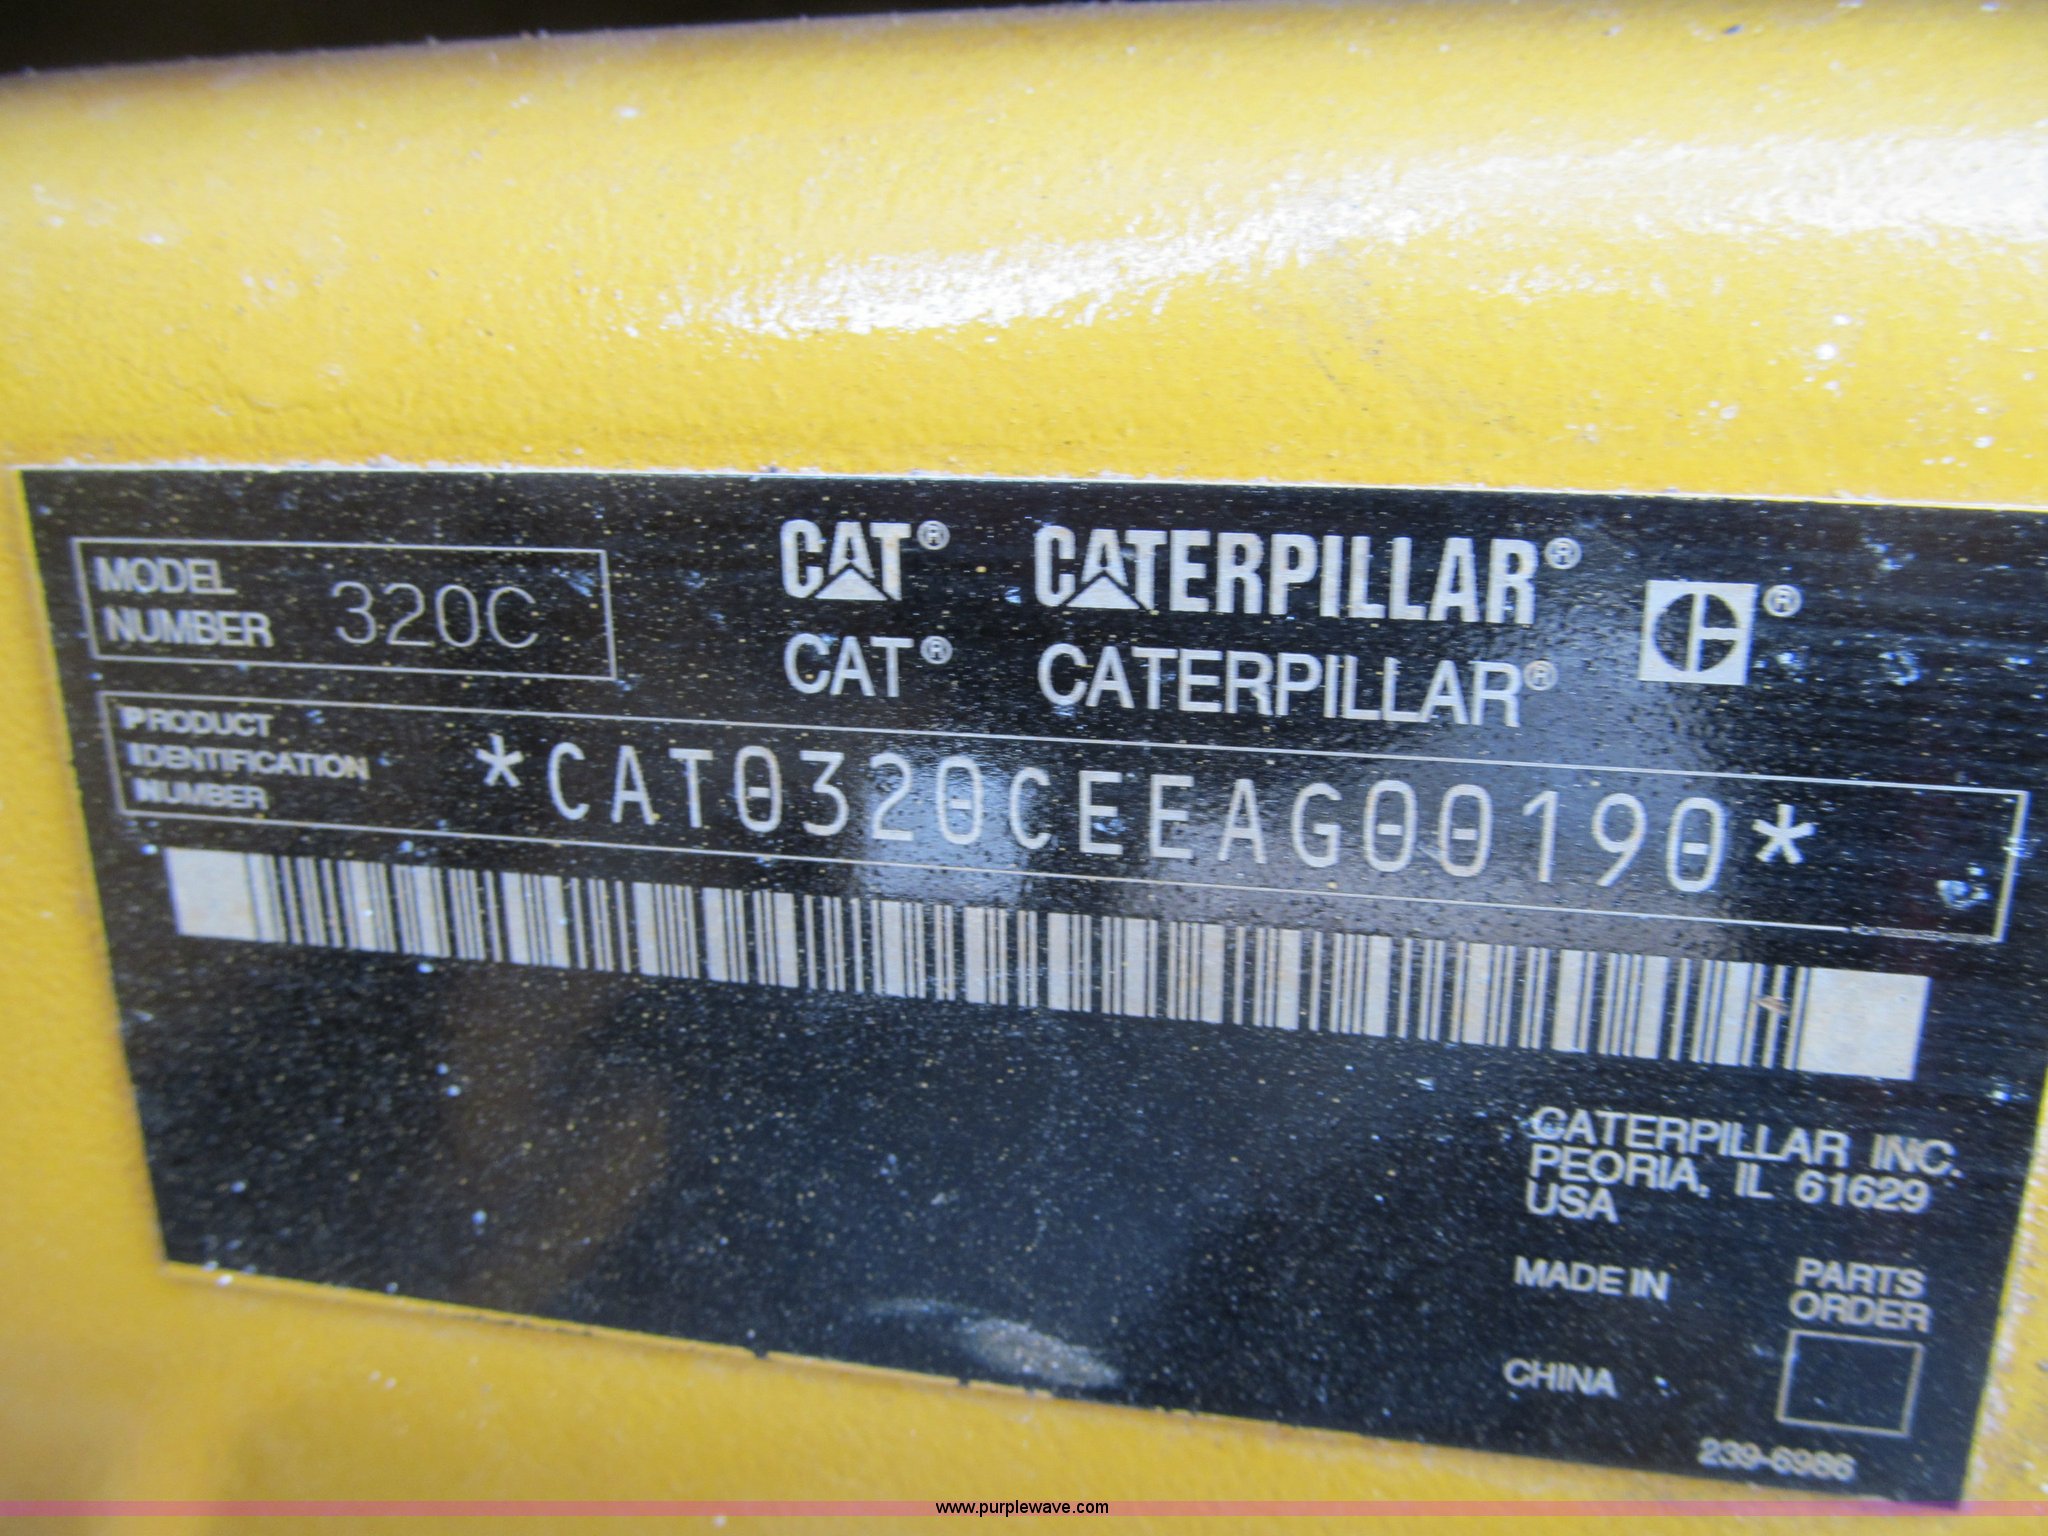 MODEL NUMBER 320C
CAT® CATERPILLAR®
CAT® CATERPILLAR®
PRODUCT IDENTIFICATION NUMBER *CAT0320CEEAG00190*
CATERPILLAR INC.
PEORIA, IL 61629
USA
MADE IN
CHINA
PARTS
ORDER
239-6986
www.purplewave.com